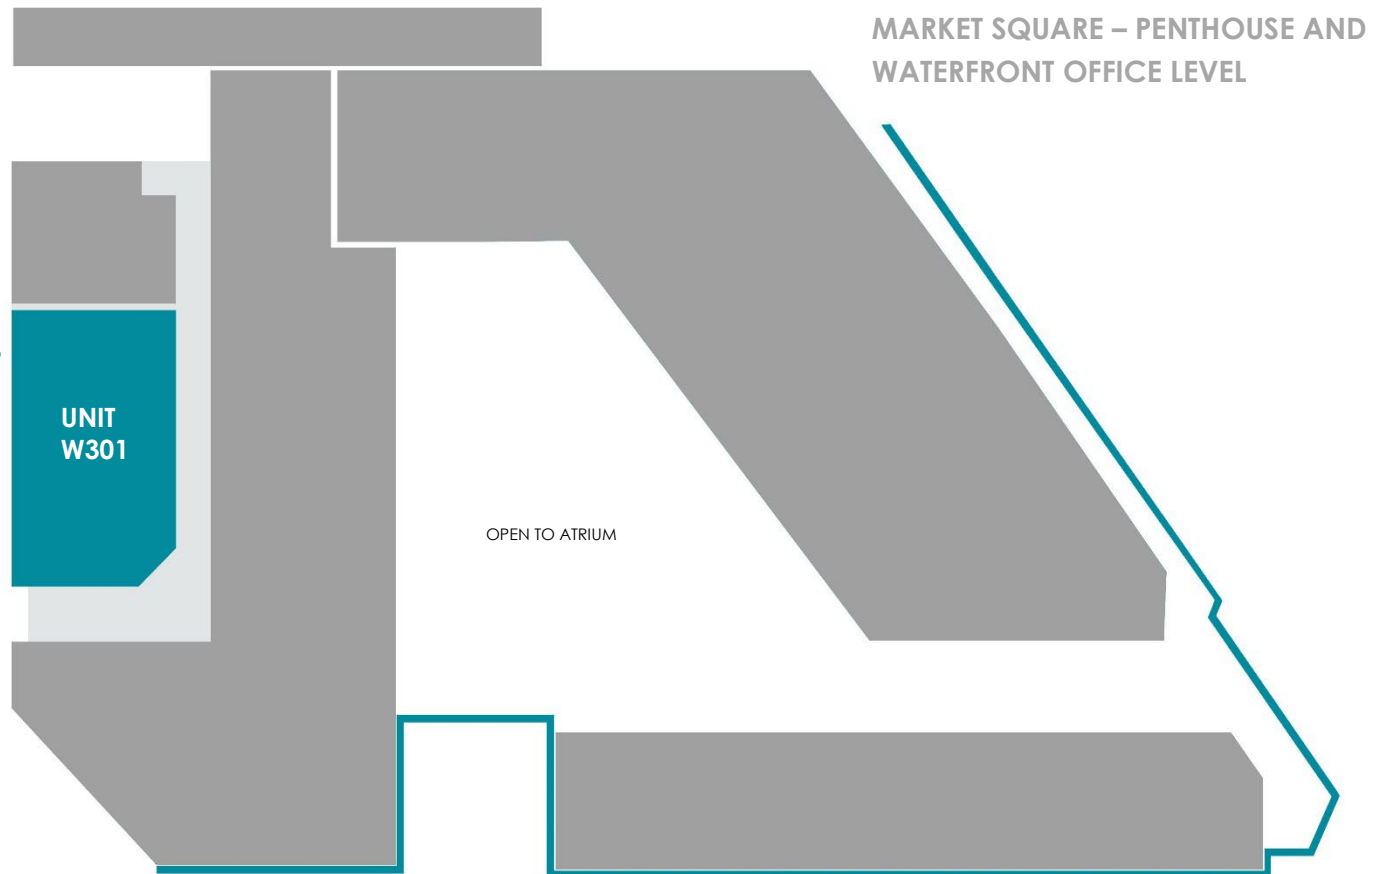 MARKET SQUARE – PENTHOUSE AND
WATERFRONT OFFICE LEVEL
UNIT
W301
OPEN TO ATRIUM